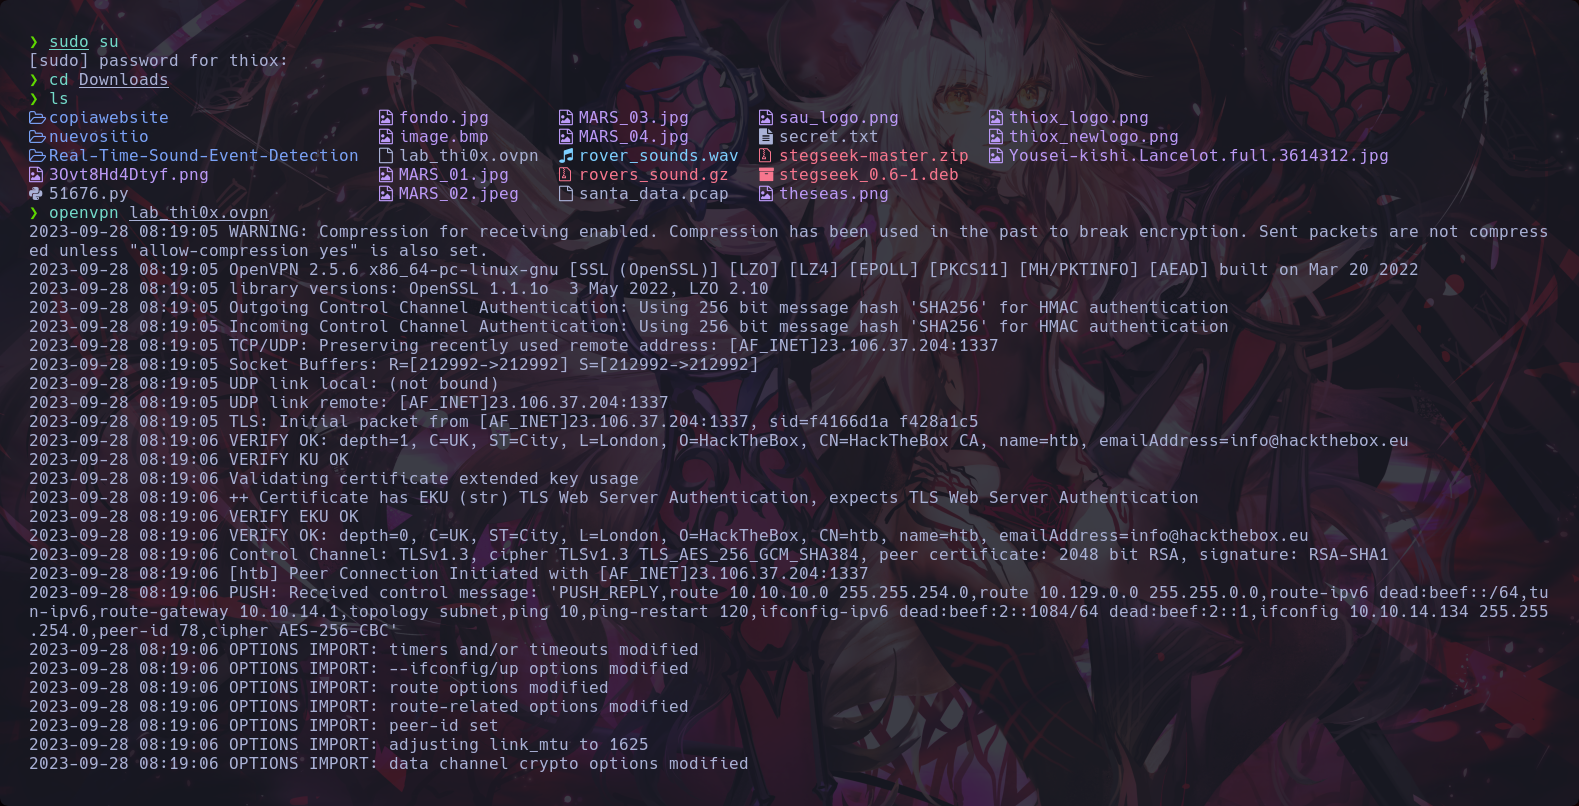 ❯ sudo su
[sudo] password for thiox:
❯ cd Downloads
❯ ls
copiawebsite fondo.jpg MARS_03.jpg sau_logo.png thiox_logo.png
nuevositio image.bmp MARS_04.jpg secret.txt thiox_newlogo.png
Real-Time-Sound-Event-Detection lab_thi0x.ovpn rover_sounds.wav stegseek-master.zip Yousei-kishi.Lancelot.full.3614312.jpg
3Ovt8Hd4Dtyf.png MARS_01.jpg rovers_sound.gz stegseek_0.6-1.deb
51676.py MARS_02.jpeg santa_data.pcap theseas.png
❯ openvpn lab_thi0x.ovpn
2023-09-28 08:19:05 WARNING: Compression for receiving enabled. Compression has been used in the past to break encryption. Sent packets are not compress
ed unless "allow-compression yes" is also set.
2023-09-28 08:19:05 OpenVPN 2.5.6 x86_64-pc-linux-gnu [SSL (OpenSSL)] [LZO] [LZ4] [EPOLL] [PKCS11] [MH/PKTINFO] [AEAD] built on Mar 20 2022
2023-09-28 08:19:05 library versions: OpenSSL 1.1.1o  3 May 2022, LZO 2.10
2023-09-28 08:19:05 Outgoing Control Channel Authentication: Using 256 bit message hash 'SHA256' for HMAC authentication
2023-09-28 08:19:05 Incoming Control Channel Authentication: Using 256 bit message hash 'SHA256' for HMAC authentication
2023-09-28 08:19:05 TCP/UDP: Preserving recently used remote address: [AF_INET]23.106.37.204:1337
2023-09-28 08:19:05 Socket Buffers: R=[212992->212992] S=[212992->212992]
2023-09-28 08:19:05 UDP link local: (not bound)
2023-09-28 08:19:05 UDP link remote: [AF_INET]23.106.37.204:1337
2023-09-28 08:19:05 TLS: Initial packet from [AF_INET]23.106.37.204:1337, sid=f4166d1a f428a1c5
2023-09-28 08:19:06 VERIFY OK: depth=1, C=UK, ST=City, L=London, O=HackTheBox, CN=HackTheBox CA, name=htb, emailAddress=info@hackthebox.eu
2023-09-28 08:19:06 VERIFY KU OK
2023-09-28 08:19:06 Validating certificate extended key usage
2023-09-28 08:19:06 ++ Certificate has EKU (str) TLS Web Server Authentication, expects TLS Web Server Authentication
2023-09-28 08:19:06 VERIFY EKU OK
2023-09-28 08:19:06 VERIFY OK: depth=0, C=UK, ST=City, L=London, O=HackTheBox, CN=htb, name=htb, emailAddress=info@hackthebox.eu
2023-09-28 08:19:06 Control Channel: TLSv1.3, cipher TLSv1.3 TLS_AES_256_GCM_SHA384, peer certificate: 2048 bit RSA, signature: RSA-SHA1
2023-09-28 08:19:06 [htb] Peer Connection Initiated with [AF_INET]23.106.37.204:1337
2023-09-28 08:19:06 PUSH: Received control message: 'PUSH_REPLY,route 10.10.10.0 255.255.254.0,route 10.129.0.0 255.255.0.0,route-ipv6 dead:beef::/64,tu
n-ipv6,route-gateway 10.10.14.1,topology subnet,ping 10,ping-restart 120,ifconfig-ipv6 dead:beef:2::1084/64 dead:beef:2::1,ifconfig 10.10.14.134 255.255
.254.0,peer-id 78,cipher AES-256-CBC'
2023-09-28 08:19:06 OPTIONS IMPORT: timers and/or timeouts modified
2023-09-28 08:19:06 OPTIONS IMPORT: --ifconfig/up options modified
2023-09-28 08:19:06 OPTIONS IMPORT: route options modified
2023-09-28 08:19:06 OPTIONS IMPORT: route-related options modified
2023-09-28 08:19:06 OPTIONS IMPORT: peer-id set
2023-09-28 08:19:06 OPTIONS IMPORT: adjusting link_mtu to 1625
2023-09-28 08:19:06 OPTIONS IMPORT: data channel crypto options modified